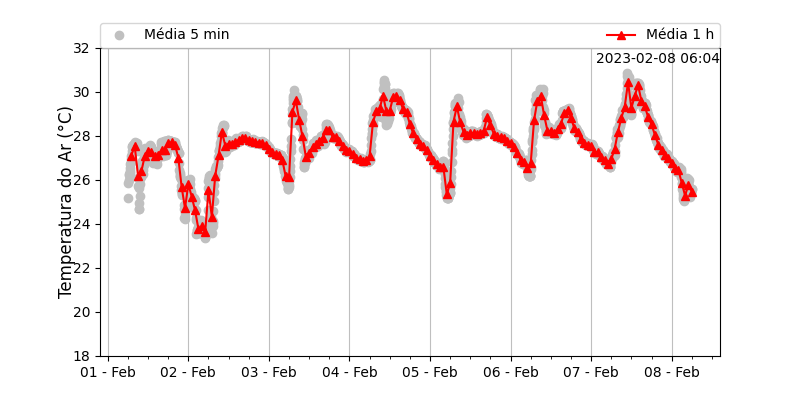 Média 5 min
Média 1 h
2023-02-08 06:04
Temperatura do Ar (°C)
32
30
28
26
24
22
20
18
01 - Feb
02 - Feb
03 - Feb
04 - Feb
05 - Feb
06 - Feb
07 - Feb
08 - Feb